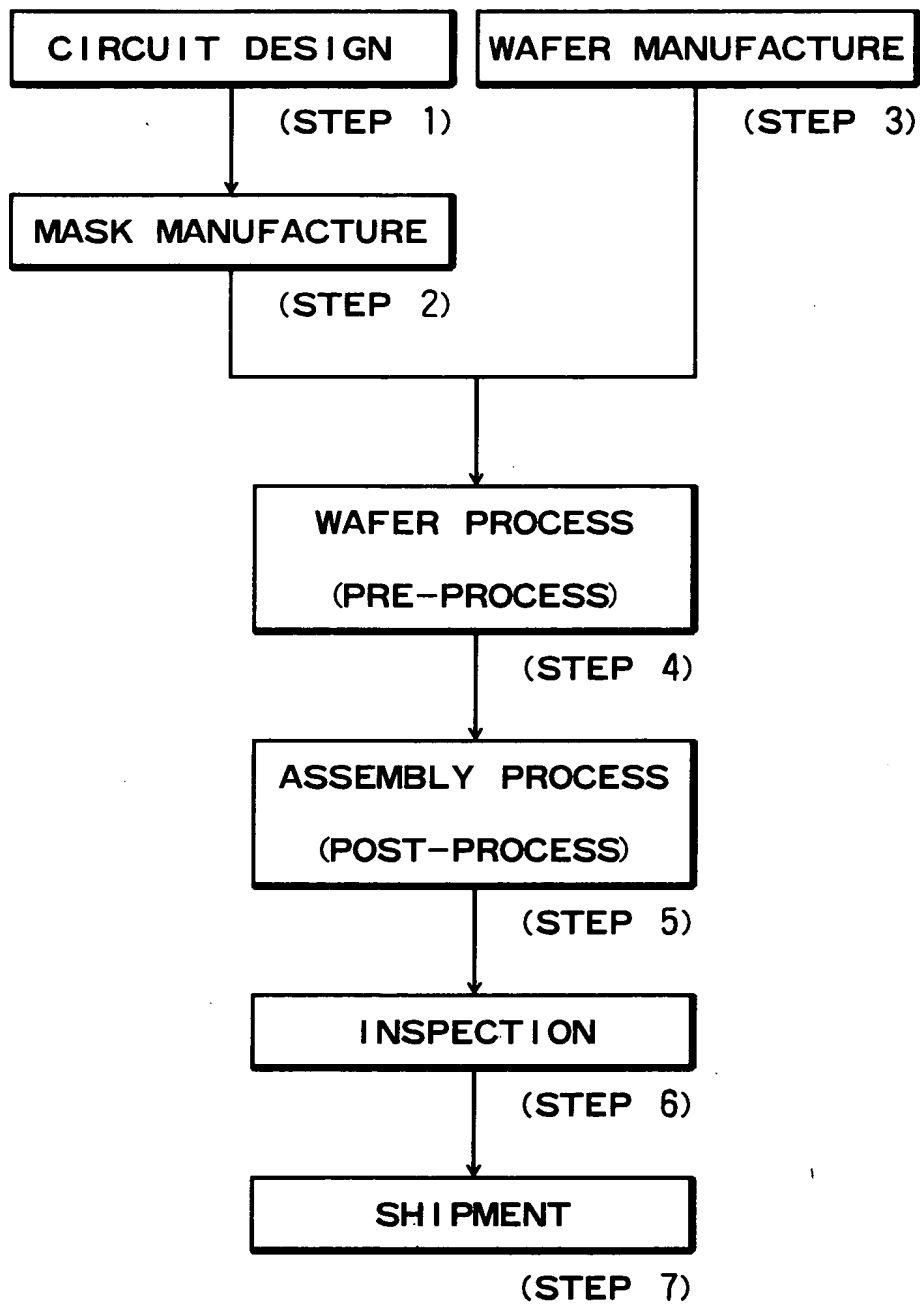 CIRCUIT DESIGN
(STEP 1)
WAFER MANUFACTURE
(STEP 3)
MASK MANUFACTURE
(STEP 2)
WAFER PROCESS
(PRE-PROCESS)
(STEP 4)
ASSEMBLY PROCESS
(POST-PROCESS)
(STEP 5)
INSPECTION
(STEP 6)
SHIPMENT
(STEP 7)